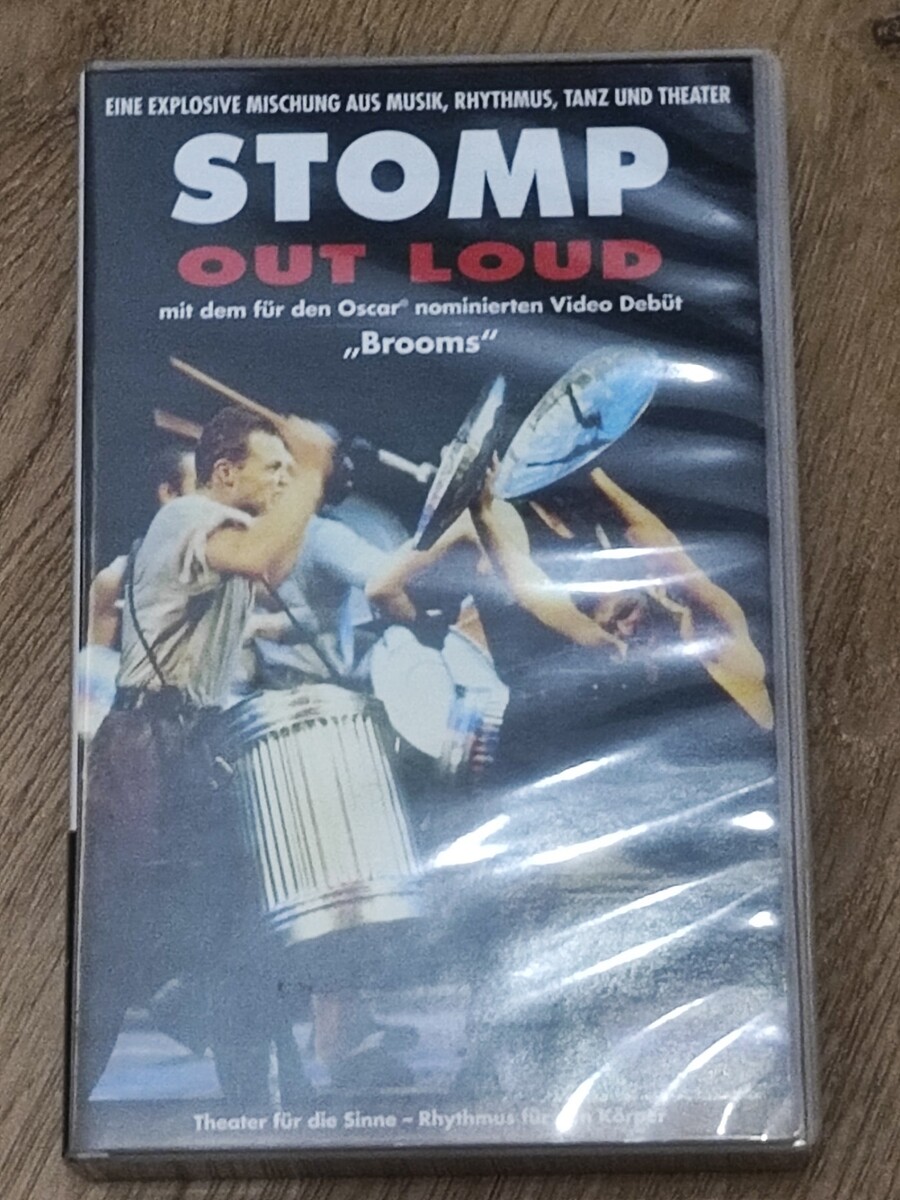 EINE EXPLOSIVE MISCHUNG AUS MUSIK, RHYTHMUS, TANZ UND THEATER
STOMP
OUT LOUD
mit dem für den Oscar® nominierten Video Debüt
„Brooms“
Theater für die Sinne – Rhythmus für Körper